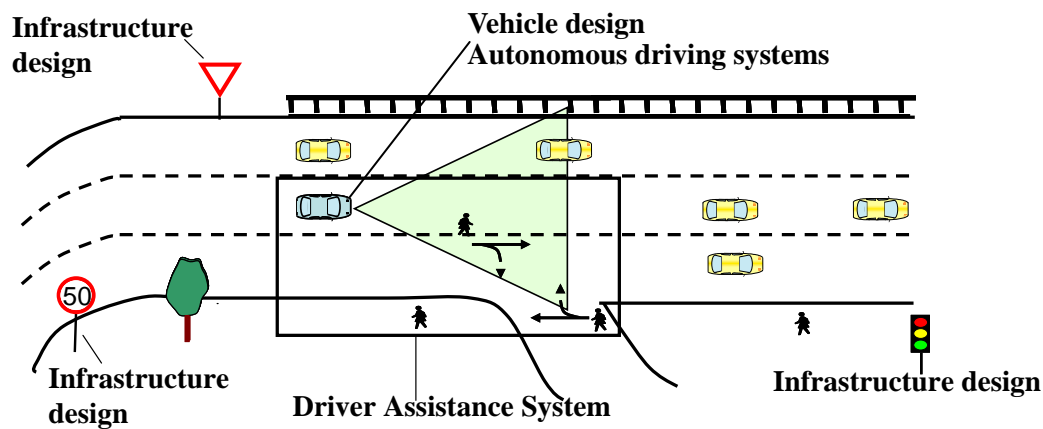 Infrastructure
design
Vehicle design
Autonomous driving systems
50
Infrastructure
design
Driver Assistance System
Infrastructure design